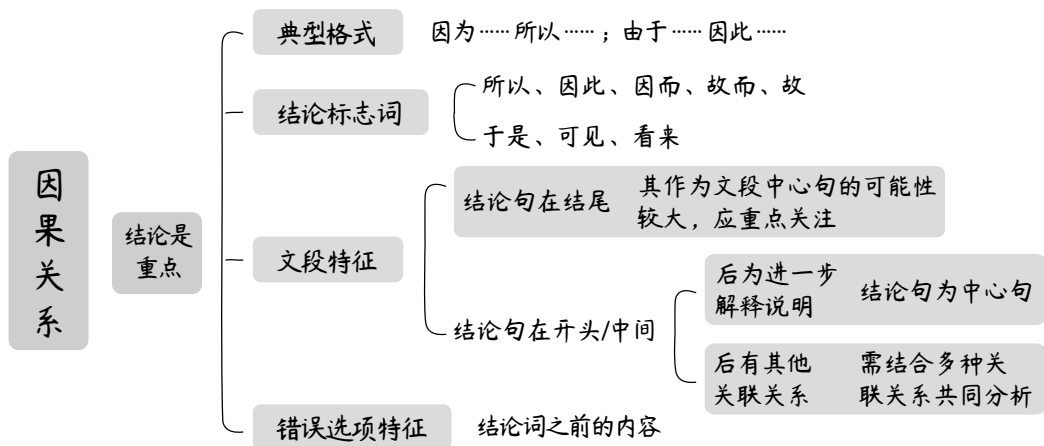 因果关系
结论是
重点
典型格式 因为……所以……；由于……因此……
结论标志词
所以、因此、因而、故而、故
于是、可见、看来
文段特征
结论句在结尾 其作为文段中心句的可能性
较大，应重点关注
结论句在开头/中间
后为进一步
解释说明
结论句为中心句
后有其他
关联关系
需结合多种关
联关系共同分析
错误选项特征 结论词之前的内容